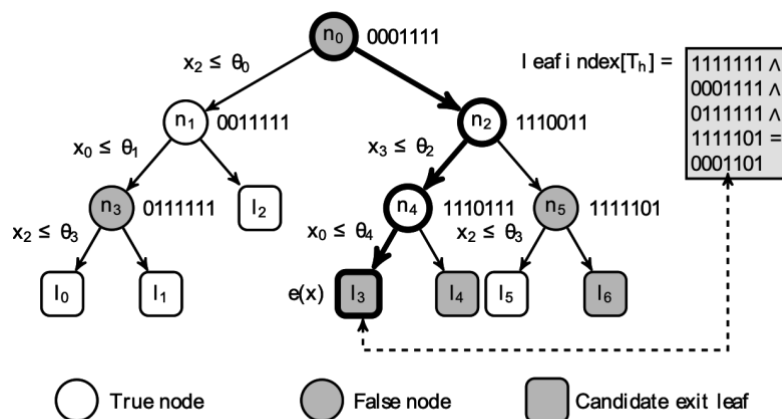 n0 0001111
x2 ≤ θ0
l eaf i ndex[Th] =
1111111 ∧
0001111 ∧
0111111 ∧
1111101 =
0001101
n1 0011111
n2 1110011
x0 ≤ θ1
x3 ≤ θ2
n3 0111111
l2
n4 1110111
n5 1111101
x2 ≤ θ3
x0 ≤ θ4
x2 ≤ θ3
l0
l1
e(x)
l3
l4
l5
l6
True node
False node
Candidate exit leaf